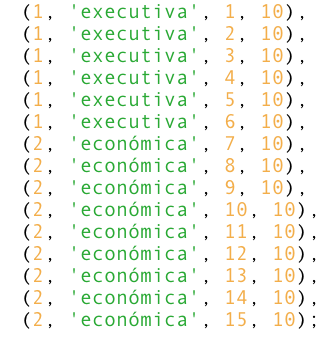 (1, 'executiva', 1, 10),
(1, 'executiva', 2, 10),
(1, 'executiva', 3, 10),
(1, 'executiva', 4, 10),
(1, 'executiva', 5, 10),
(1, 'executiva', 6, 10),
(2, 'económica', 7, 10),
(2, 'económica', 8, 10),
(2, 'económica', 9, 10),
(2, 'económica', 10, 10),
(2, 'económica', 11, 10),
(2, 'económica', 12, 10),
(2, 'económica', 13, 10),
(2, 'económica', 14, 10),
(2, 'económica', 15, 10);